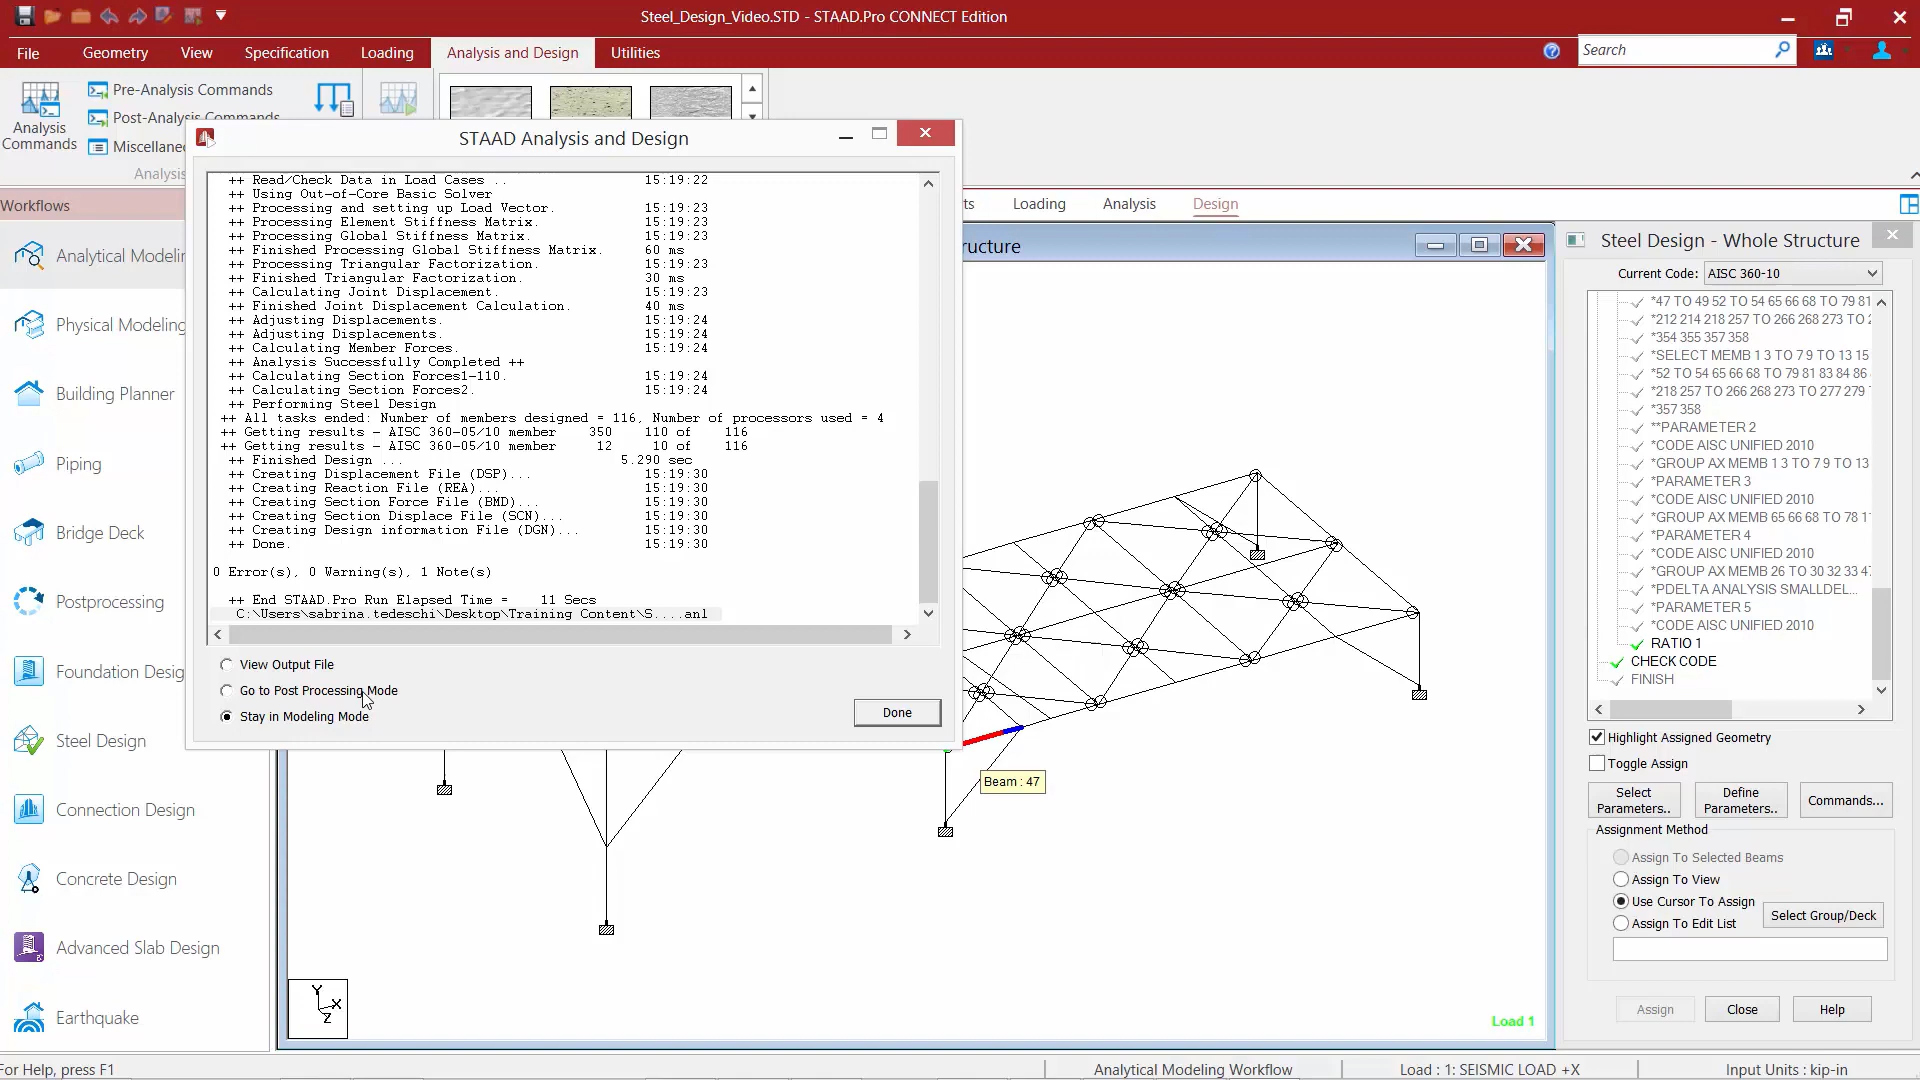 Steel_Design_Video.STD - STAAD.Pro CONNECT Edition
File
Geometry
View
Specification
Loading
Analysis and Design
Utilities
Search
Analysis
Commands
Pre-Analysis Commands
Post-Analysis Commands
Miscellane
Analysis
STAAD Analysis and Design
++ Read/Check Data in Load Cases .. 15:19:22
++ Using Out-of-Core Basic Solver
++ Processing and setting up Load Vector. 15:19:23
++ Processing Element Stiffness Matrix. 15:19:23
++ Processing Global Stiffness Matrix. 15:19:23
++ Finished Processing Global Stiffness Matrix. 60 ms
++ Processing Triangular Factorization. 15:19:23
++ Finished Triangular Factorization. 30 ms
++ Calculating Joint Displacement. 15:19:23
++ Finished Joint Displacement Calculation. 40 ms
++ Adjusting Displacements. 15:19:24
++ Adjusting Displacements. 15:19:24
++ Calculating Member Forces. 15:19:24
++ Analysis Successfully Completed ++
++ Calculating Section Forces1-110. 15:19:24
++ Calculating Section Forces2. 15:19:24
++ Performing Steel Design
++ All tasks ended: Number of members designed = 116, Number of processors used = 4
++ Getting results - AISC 360-05/10 member 350 110 of 116
++ Getting results - AISC 360-05/10 member 12 10 of 116
++ Finished Design ... 5.290 sec
++ Creating Displacement File (DSP)... 15:19:30
++ Creating Reaction File (REA)... 15:19:30
++ Creating Section Force File (BMD)... 15:19:30
++ Creating Section Displace File (SCN)... 15:19:30
++ Creating Design information File (DGN)... 15:19:30
++ Done. 15:19:30
0 Error(s), 0 Warning(s), 1 Note(s)
++ End STAAD.Pro Run Elapsed Time = 11 Secs
C:\Users\sabrina.tedeschi\Desktop\Training Content\S....anl
View Output File
Go to Post Processing Mode
Stay in Modeling Mode
Done
Workflows
Analytical Modelin
Physical Modeling
Building Planner
Piping
Bridge Deck
Postprocessing
Foundation Desig
Steel Design
Connection Design
Concrete Design
Advanced Slab Design
Earthquake
ts
Loading
Analysis
Design
ructure
Beam : 47
Y
X
Z
Load 1
Steel Design - Whole Structure
Current Code: AISC 360-10
*47 TO 49 52 TO 54 65 66 68 TO 79 81
*212 214 218 257 TO 266 268 273 TO 2
*354 355 357 358
*SELECT MEMB 1 3 TO 7 9 TO 13 15
*52 TO 54 65 66 68 TO 79 81 83 84 86
*218 257 TO 266 268 273 TO 277 279
*357 358
**PARAMETER 2
*CODE AISC UNIFIED 2010
*GROUP AX MEMB 1 3 TO 7 9 TO 13
*PARAMETER 3
*CODE AISC UNIFIED 2010
*GROUP AX MEMB 65 66 68 TO 78 1
*PARAMETER 4
*CODE AISC UNIFIED 2010
*GROUP AX MEMB 26 TO 30 32 33 4
*PDELTA ANALYSIS SMALLDEL...
*PARAMETER 5
*CODE AISC UNIFIED 2010
RATIO 1
CHECK CODE
FINISH
Highlight Assigned Geometry
Toggle Assign
Select
Parameters..
Define
Parameters..
Commands...
Assignment Method
Assign To Selected Beams
Assign To View
Use Cursor To Assign
Select Group/Deck
Assign To Edit List
Assign
Close
Help
For Help, press F1
Analytical Modeling Workflow
Load : 1: SEISMIC LOAD +X
Input Units : kip-in